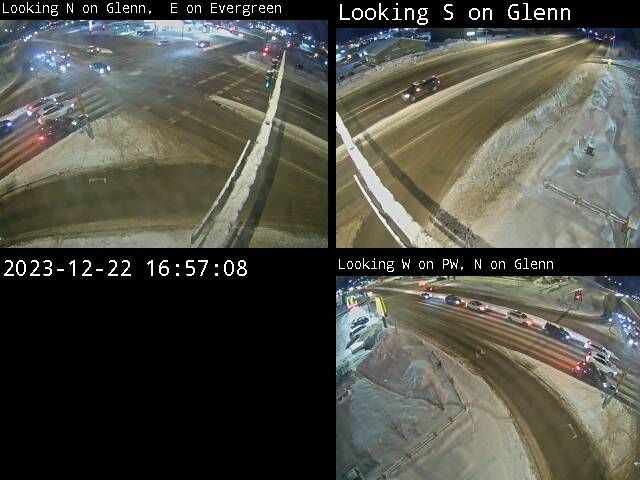 Looking N on Glenn,  E on Evergreen
Looking S on Glenn
2023-12-22 16:57:08
Looking W on PW, N on Glenn